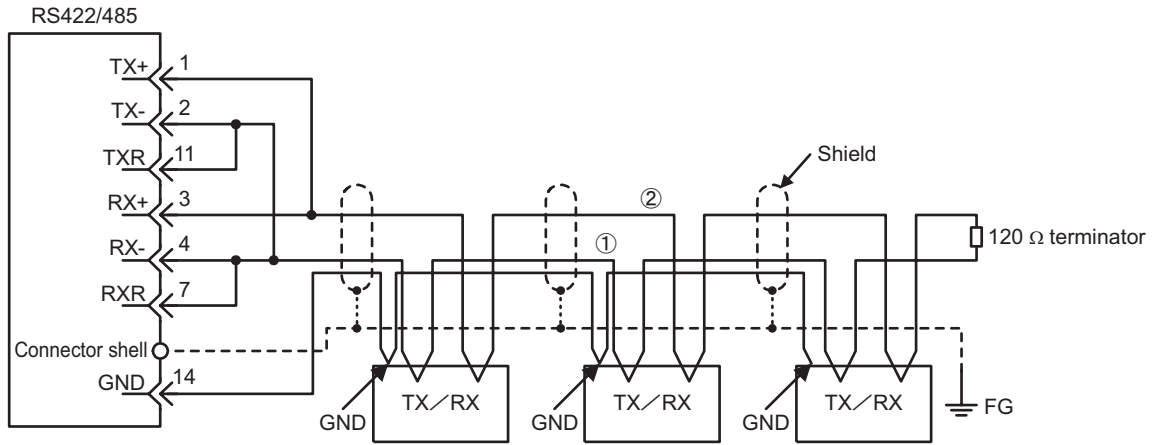 RS422/485
TX+ 1
TX- 2
TXR 11
RX+ 3
RX- 4
RXR 7
Connector shell
GND 14
Shield
②
①
120 Ω terminator
GND
TX/RX
GND
TX/RX
GND
TX/RX
FG